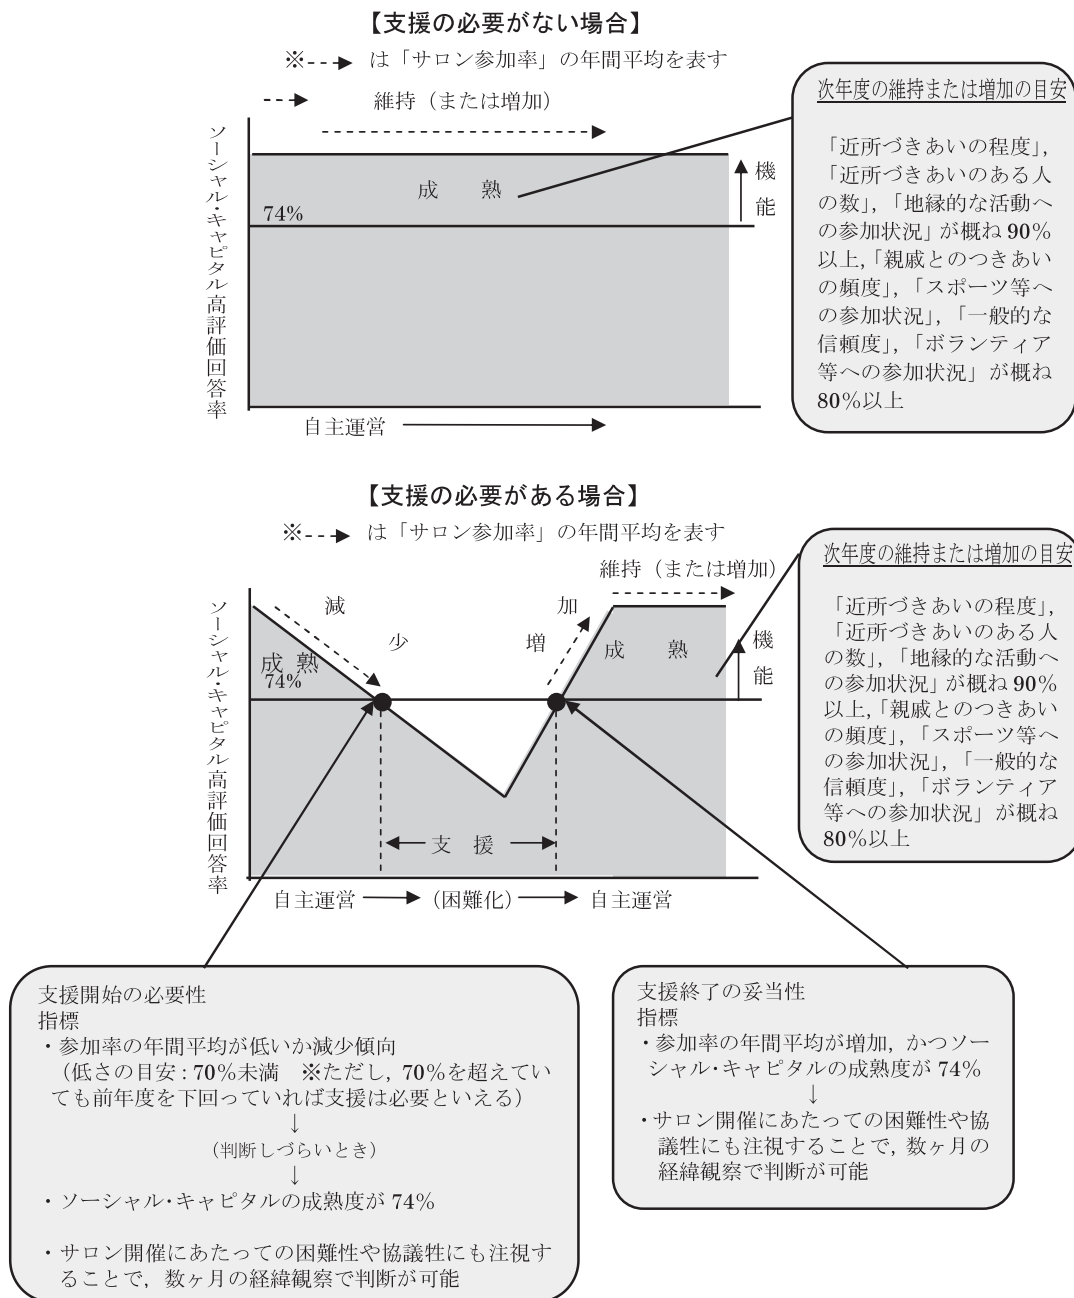 【支援の必要がない場合】
※ は「サロン参加率」の年間平均を表す
維持（または増加）
ソーシャル・キャピタル高評価回答率
成 熟
74%
機能
自主運営
次年度の維持または増加の目安
「近所づきあいの程度」，
「近所づきあいのある人
の数」，「地縁的な活動へ
の参加状況」が概ね 90%
以上，「親戚とのつきあい
の頻度」，「スポーツ等へ
の参加状況」，「一般的な
信頼度」，「ボランティア
等への参加状況」が概ね
80%以上
【支援の必要がある場合】
※ は「サロン参加率」の年間平均を表す
維持（または増加）
ソーシャル・キャピタル高評価回答率
減
少
増
加
成 熟
74%
成 熟
機能
支 援
自主運営 （困難化） 自主運営
次年度の維持または増加の目安
「近所づきあいの程度」，
「近所づきあいのある人
の数」，「地縁的な活動へ
の参加状況」が概ね 90%
以上，「親戚とのつきあい
の頻度」，「スポーツ等へ
の参加状況」，「一般的な
信頼度」，「ボランティア
等への参加状況」が概ね
80%以上
支援開始の必要性
指標
・参加率の年間平均が低いか減少傾向
（低さの目安：70%未満 ※ただし，70%を超えてい
ても前年度を下回っていれば支援は必要といえる）
↓
（判断しづらいとき）
↓
・ソーシャル・キャピタルの成熟度が 74%
・サロン開催にあたっての困難性や協議牲にも注視す
ることで，数ヶ月の経緯観察で判断が可能
支援終了の妥当性
指標
・参加率の年間平均が増加，かつソー
シャル・キャピタルの成熟度が 74%
↓
・サロン開催にあたっての困難性や協
議牲にも注視することで，数ヶ月の
経緯観察で判断が可能